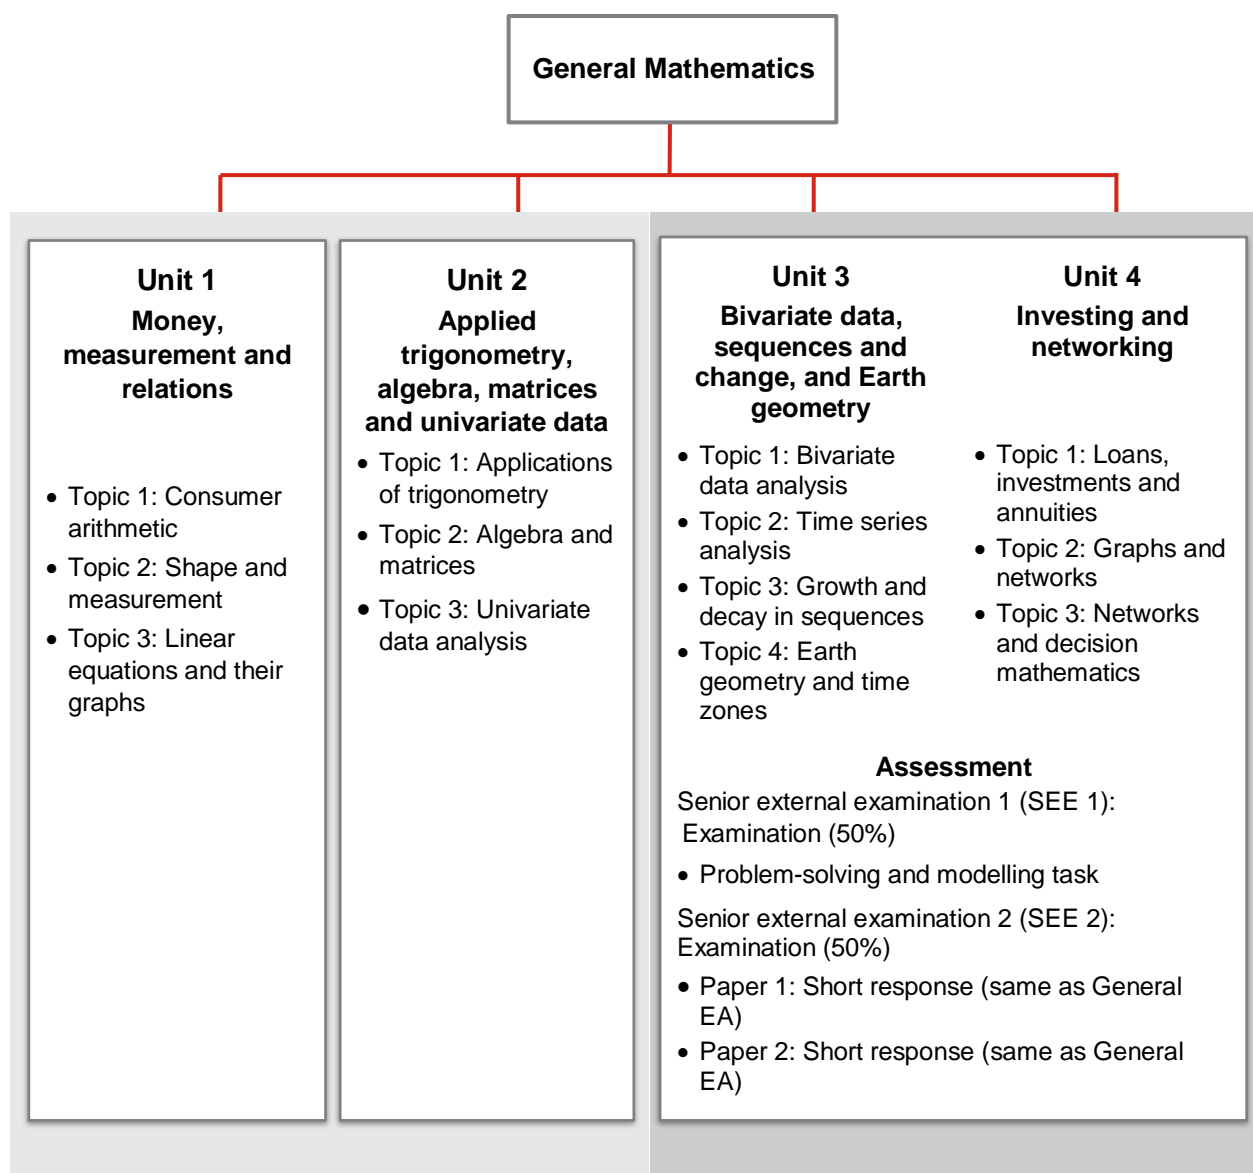 General Mathematics
Unit 1
Money,
measurement and
relations
• Topic 1: Consumer
arithmetic
• Topic 2: Shape and
measurement
• Topic 3: Linear
equations and their
graphs
Unit 2
Applied
trigonometry,
algebra, matrices
and univariate data
• Topic 1: Applications
of trigonometry
• Topic 2: Algebra and
matrices
• Topic 3: Univariate
data analysis
Unit 3
Bivariate data,
sequences and
change, and Earth
geometry
• Topic 1: Bivariate
data analysis
• Topic 2: Time series
analysis
• Topic 3: Growth and
decay in sequences
• Topic 4: Earth
geometry and time
zones
Unit 4
Investing and
networking
• Topic 1: Loans,
investments and
annuities
• Topic 2: Graphs and
networks
• Topic 3: Networks
and decision
mathematics
Assessment
Senior external examination 1 (SEE 1):
Examination (50%)
• Problem-solving and modelling task
Senior external examination 2 (SEE 2):
Examination (50%)
• Paper 1: Short response (same as General
EA)
• Paper 2: Short response (same as General
EA)